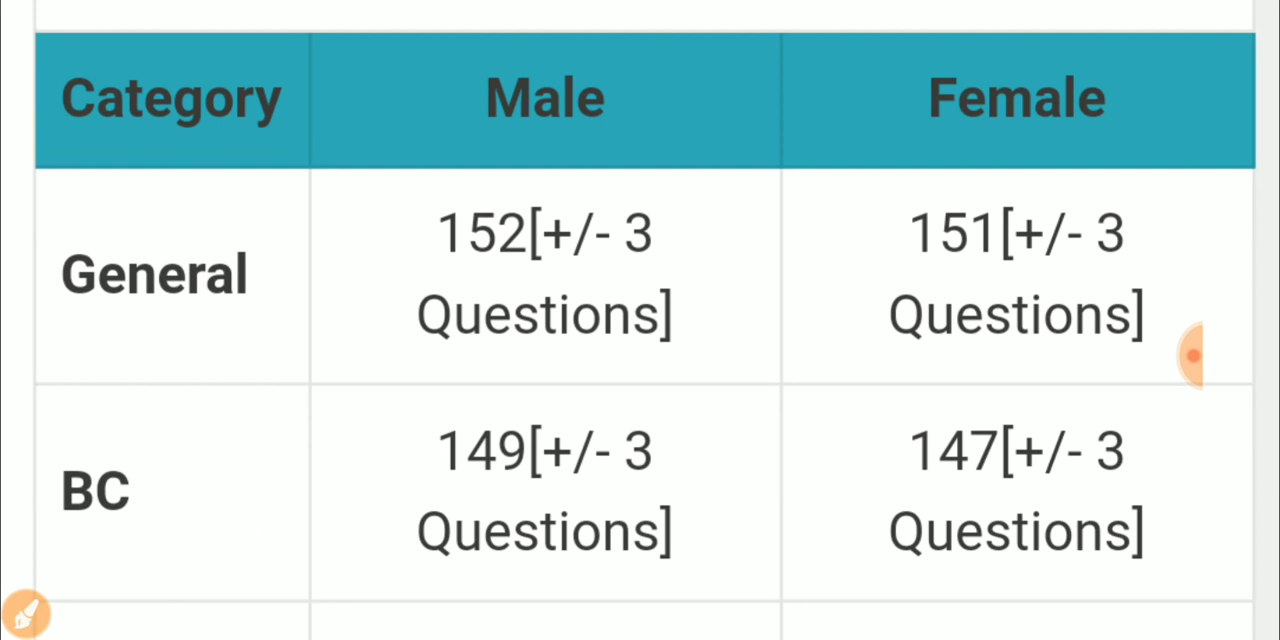 Category Male Female
General 152[+/- 3 Questions] 151[+/- 3 Questions]
BC 149[+/- 3 Questions] 147[+/- 3 Questions]